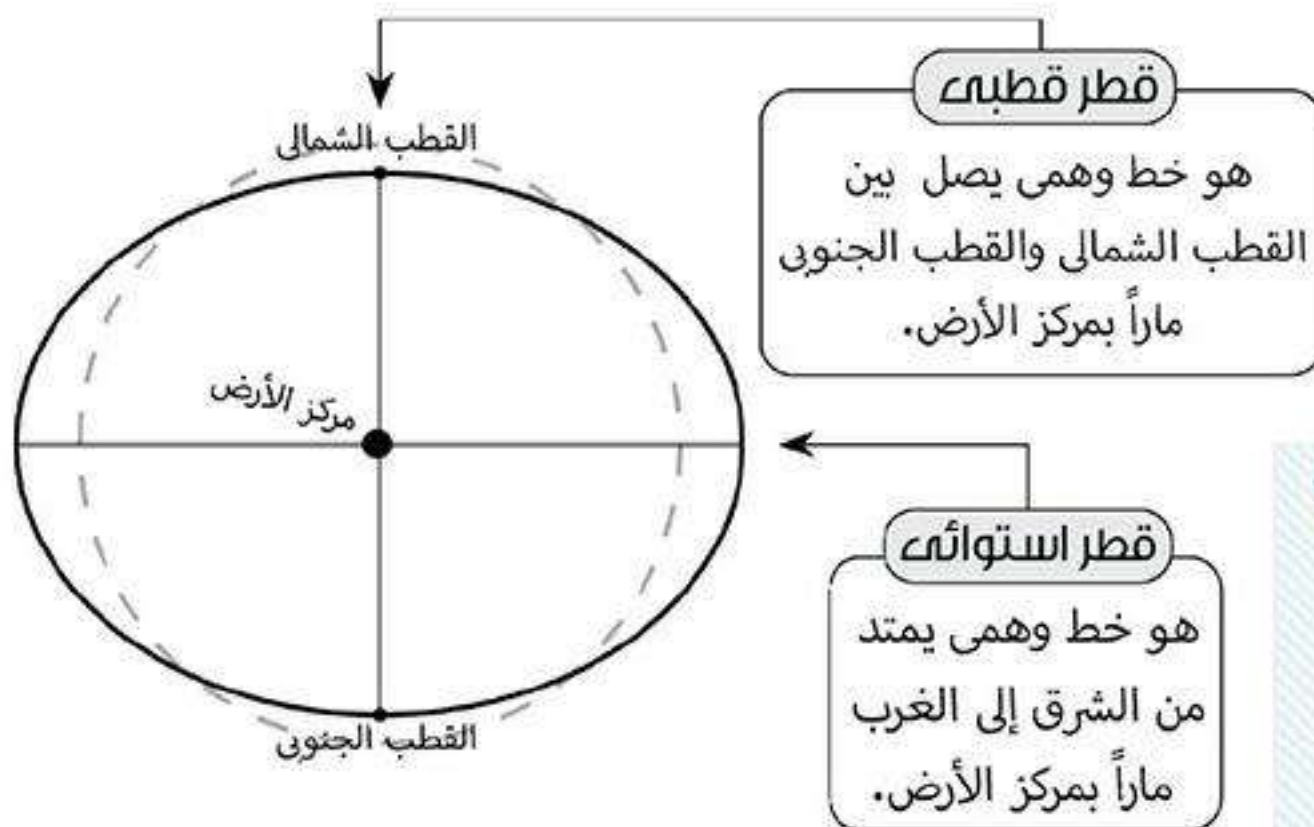 قطر قطبى
هو خط وهمى يصل بين
القطب الشمالى والقطب الجنوبى
ماراً بمركز الأرض.
القطب الشمالى
مركز الأرض
القطب الجنوبى
قطر استوائى
هو خط وهمى يمتد
من الشرق إلى الغرب
ماراً بمركز الأرض.